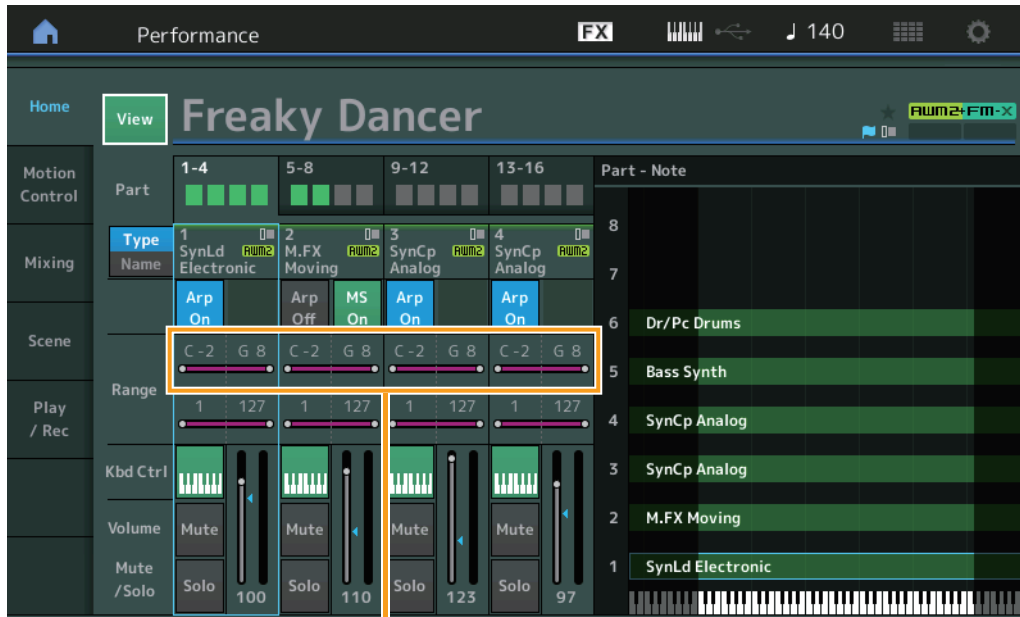 Performance
FX
♩ 140
Home
View
Freaky Dancer
AWM2+FM-X
Motion
Control
Part
1-4
5-8
9-12
13-16
Part - Note
Mixing
Type
Name
1
SynLd AWM2
Electronic
2
M.FX AWM2
Moving
3
SynCp AWM2
Analog
4
SynCp AWM2
Analog
Arp
On
Arp
Off
MS
On
Arp
On
Arp
On
Scene
Range
C -2 G 8 C -2 G 8 C -2 G 8 C -2 G 8
1 127 1 127 1 127 1 127
Play
/ Rec
Kbd Ctrl
Volume
Mute Mute Mute Mute
Mute
/Solo
Solo 100 Solo 110 Solo 123 Solo 97
8
7
6 Dr/Pc Drums
5 Bass Synth
4 SynCp Analog
3 SynCp Analog
2 M.FX Moving
1 SynLd Electronic